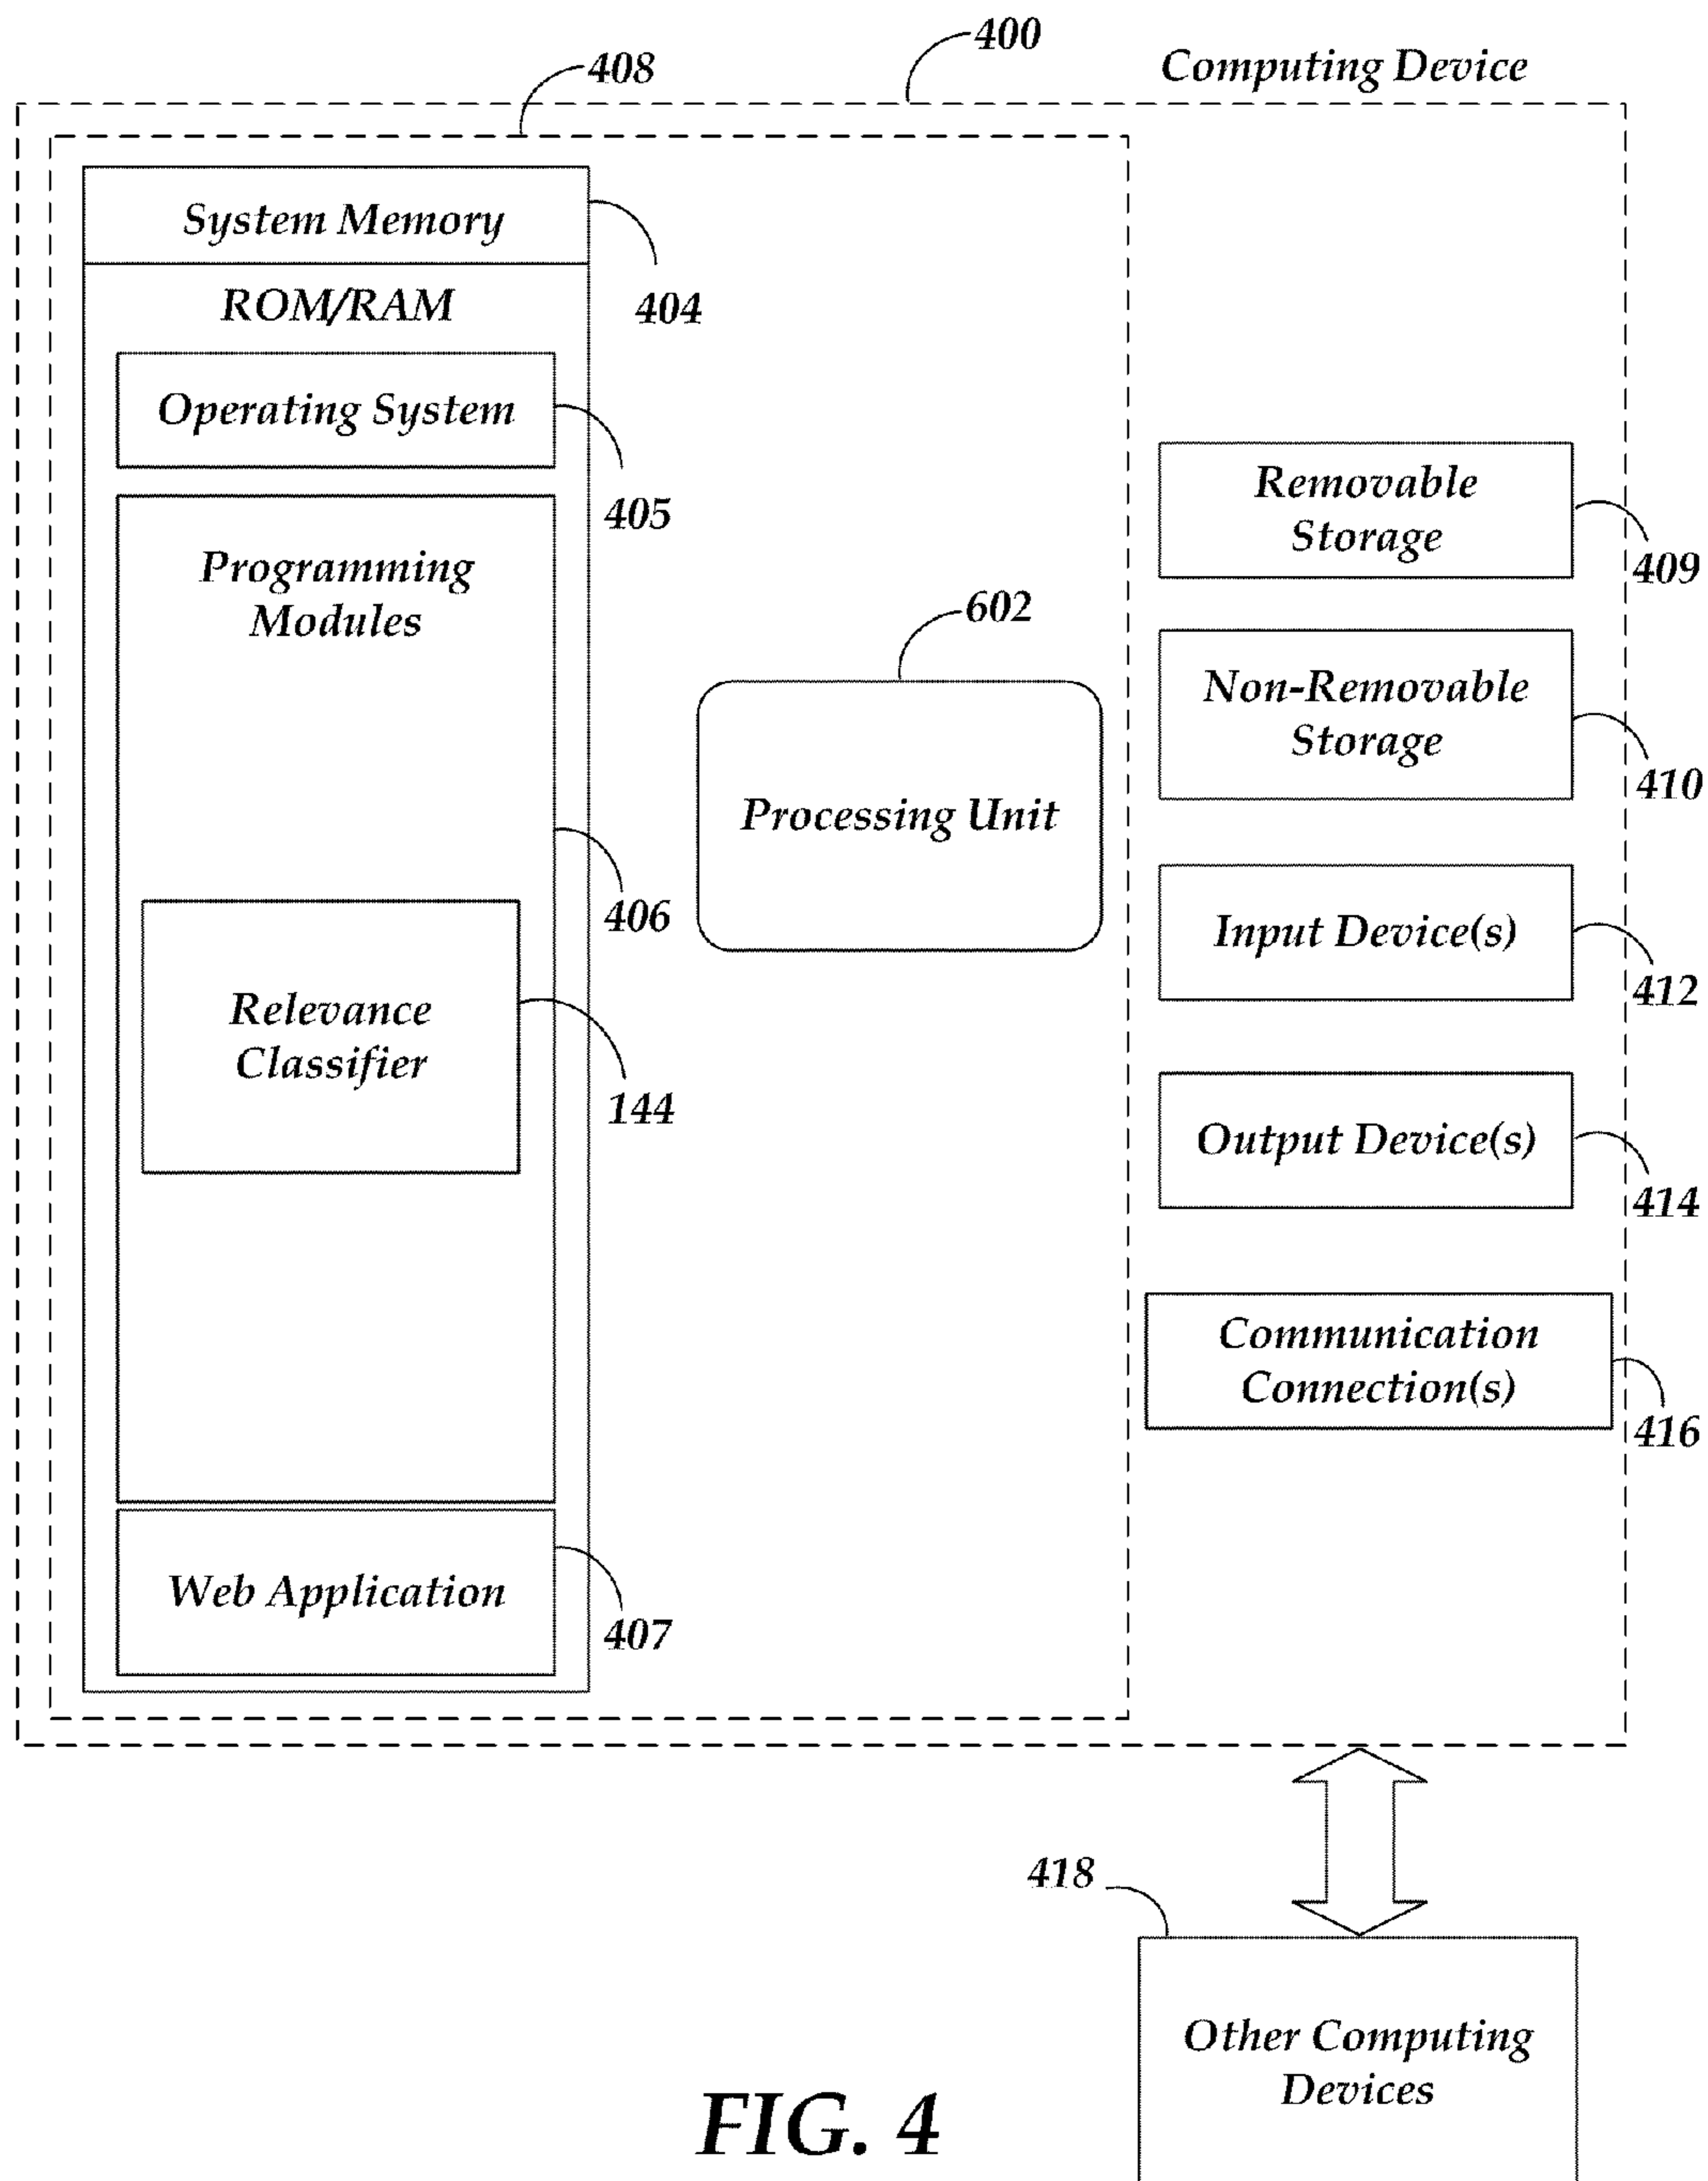 400
Computing Device
408
System Memory
404
ROM/RAM
Operating System
405
Programming
Modules
406
Relevance
Classifier
144
Web Application
407
602
Processing Unit
Removable
Storage
409
Non-Removable
Storage
410
Input Device(s)
412
Output Device(s)
414
Communication
Connection(s)
416
418
Other Computing
Devices
FIG. 4